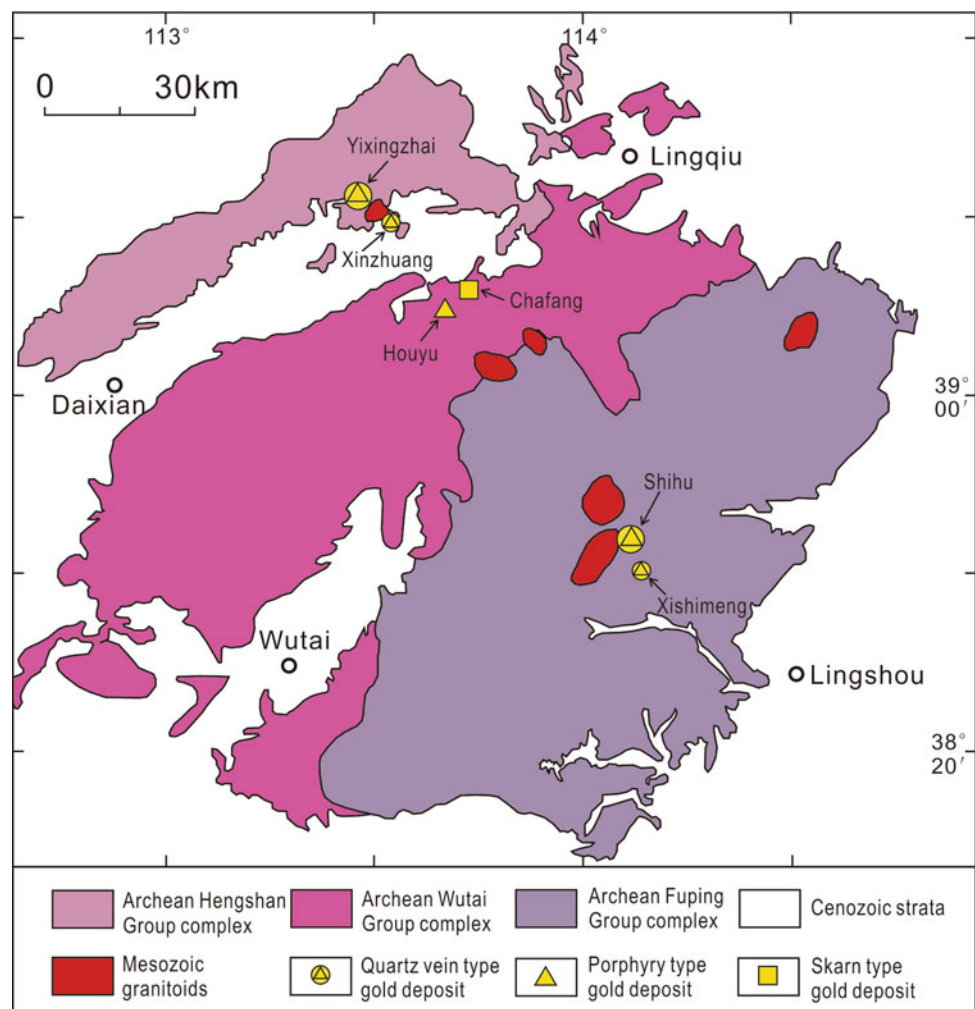 113°
114°
0
30km
Yixingzhai
Lingqiu
Xinzhuang
Chafang
Houyu
Daixian
39°
00′
Shihu
Xishimeng
Wutai
Lingshou
38°
20′
Archean Hengshan
Group complex
Archean Wutai
Group complex
Archean Fuping
Group complex
Cenozoic strata
Mesozoic
granitoids
Quartz vein type
gold deposit
Porphyry type
gold deposit
Skarn type
gold deposit